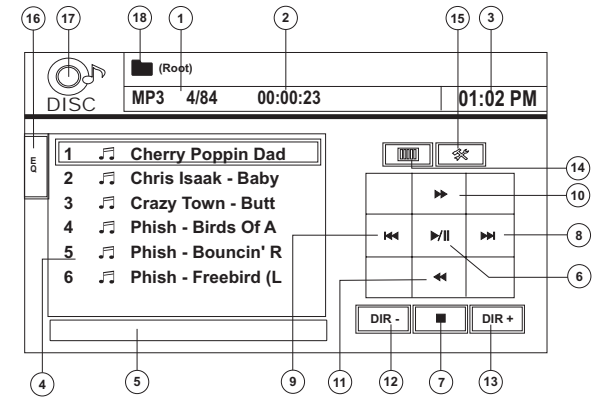 16 17 18 1 2 15 3
(Root)
DISC
MP3 4/84 00:00:23 01:02 PM
EQ
1 Cherry Poppin Dad
2 Chris Isaak - Baby
3 Crazy Town - Butt
4 Phish - Birds Of A
5 Phish - Bouncin' R
6 Phish - Freebird (L
14
10
8
6
DIR - DIR +
4 5 9 11 12 7 13